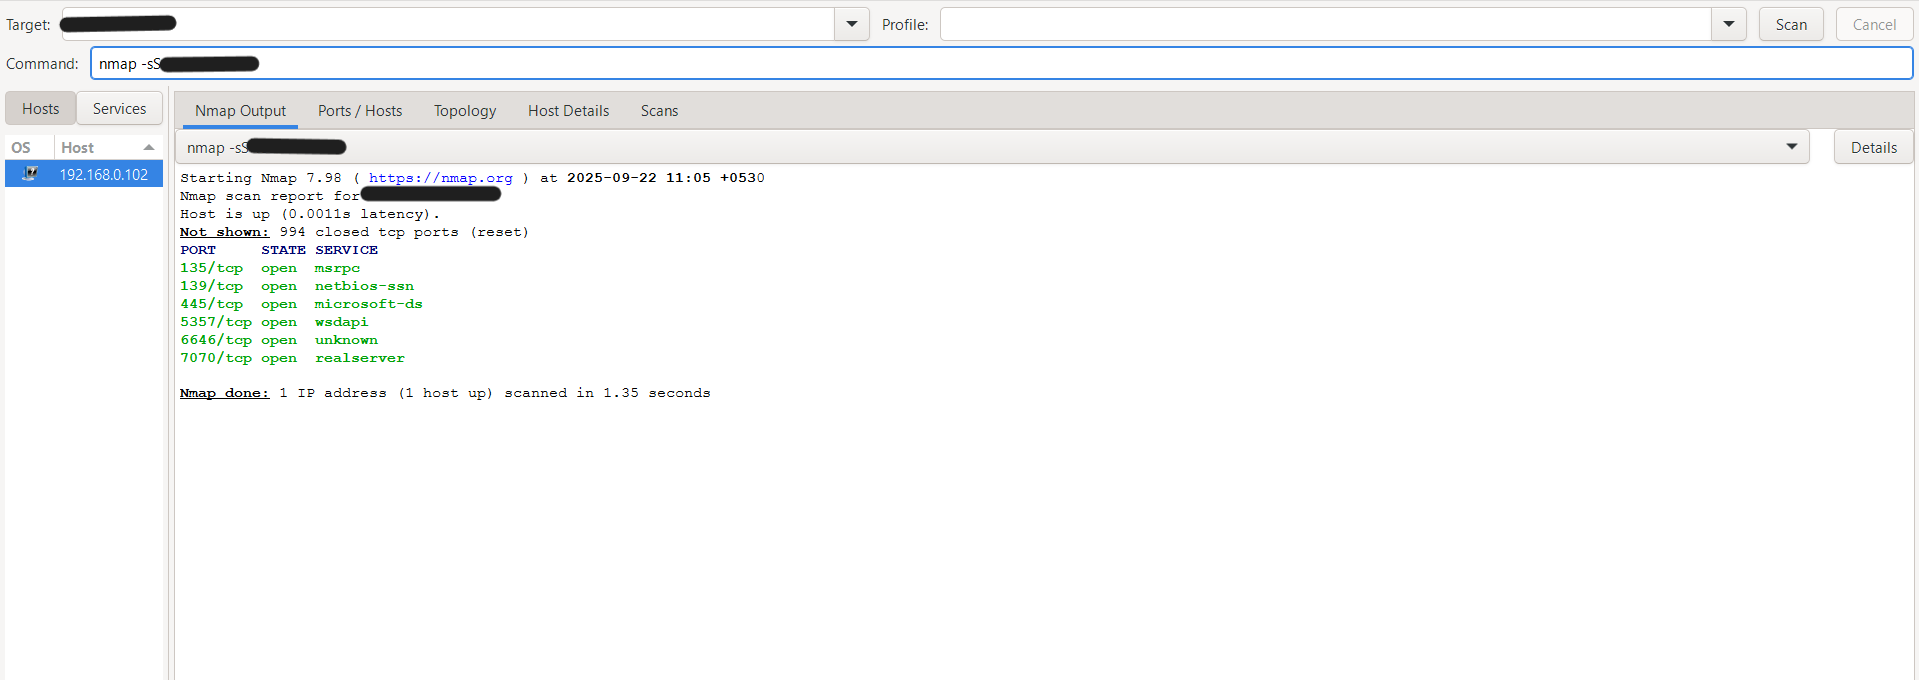 Target: Profile: Scan Cancel
Command: nmap -sS
Hosts Services Nmap Output Ports / Hosts Topology Host Details Scans
OS Host nmap -sS Details
192.168.0.102
Starting Nmap 7.98 ( https://nmap.org ) at 2025-09-22 11:05 +0530
Nmap scan report for
Host is up (0.0011s latency).
Not shown: 994 closed tcp ports (reset)
PORT STATE SERVICE
135/tcp open msrpc
139/tcp open netbios-ssn
445/tcp open microsoft-ds
5357/tcp open wsdapi
6646/tcp open unknown
7070/tcp open realserver
Nmap done: 1 IP address (1 host up) scanned in 1.35 seconds